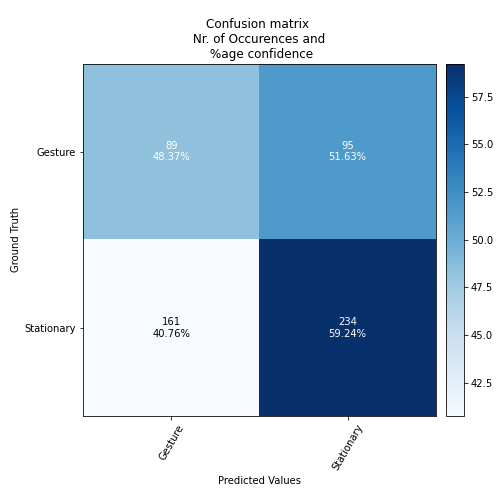 Confusion matrix
Nr. of Occurences and
%age confidence
Ground Truth
Gesture
89
48.37%
95
51.63%
Stationary
161
40.76%
234
59.24%
Gesture
Stationary
Predicted Values
57.5
55.0
52.5
50.0
47.5
45.0
42.5